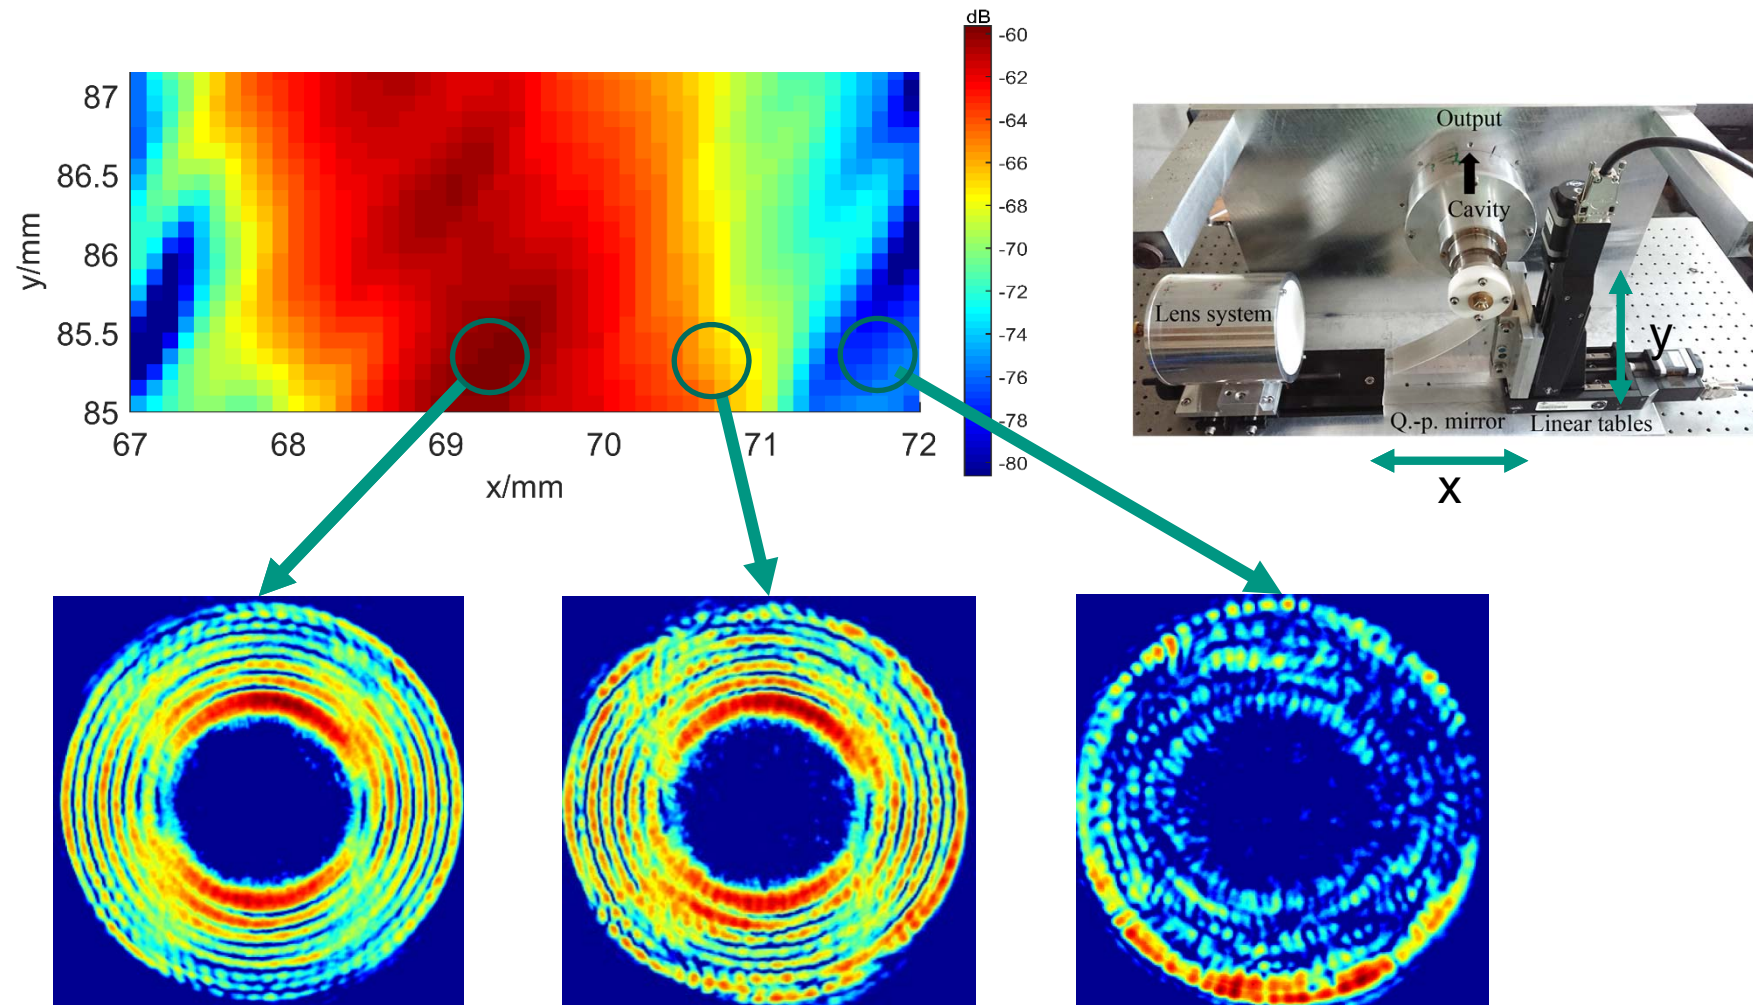 dB
-60
-62
-64
-66
-68
-70
-72
-74
-76
-78
-80
87
86.5
86
85.5
85
y/mm
67 68 69 70 71 72
x/mm
Output
Cavity
Lens system
y
Q.-p. mirror
Linear tables
x